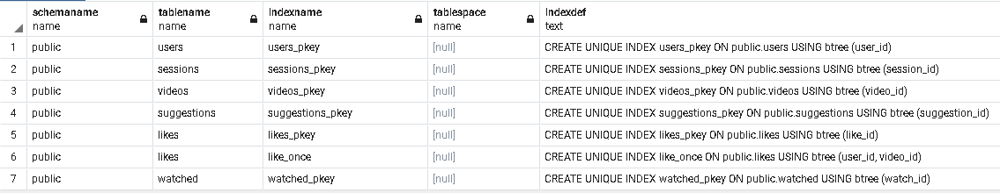 schemaname name tablename name indexname name tablespace name indexdef text
1 public users users_pkey [null] CREATE UNIQUE INDEX users_pkey ON public.users USING btree (user_id)
2 public sessions sessions_pkey [null] CREATE UNIQUE INDEX sessions_pkey ON public.sessions USING btree (session_id)
3 public videos videos_pkey [null] CREATE UNIQUE INDEX videos_pkey ON public.videos USING btree (video_id)
4 public suggestions suggestions_pkey [null] CREATE UNIQUE INDEX suggestions_pkey ON public.suggestions USING btree (suggestion_id)
5 public likes likes_pkey [null] CREATE UNIQUE INDEX likes_pkey ON public.likes USING btree (like_id)
6 public likes like_once [null] CREATE UNIQUE INDEX like_once ON public.likes USING btree (user_id, video_id)
7 public watched watched_pkey [null] CREATE UNIQUE INDEX watched_pkey ON public.watched USING btree (watch_id)